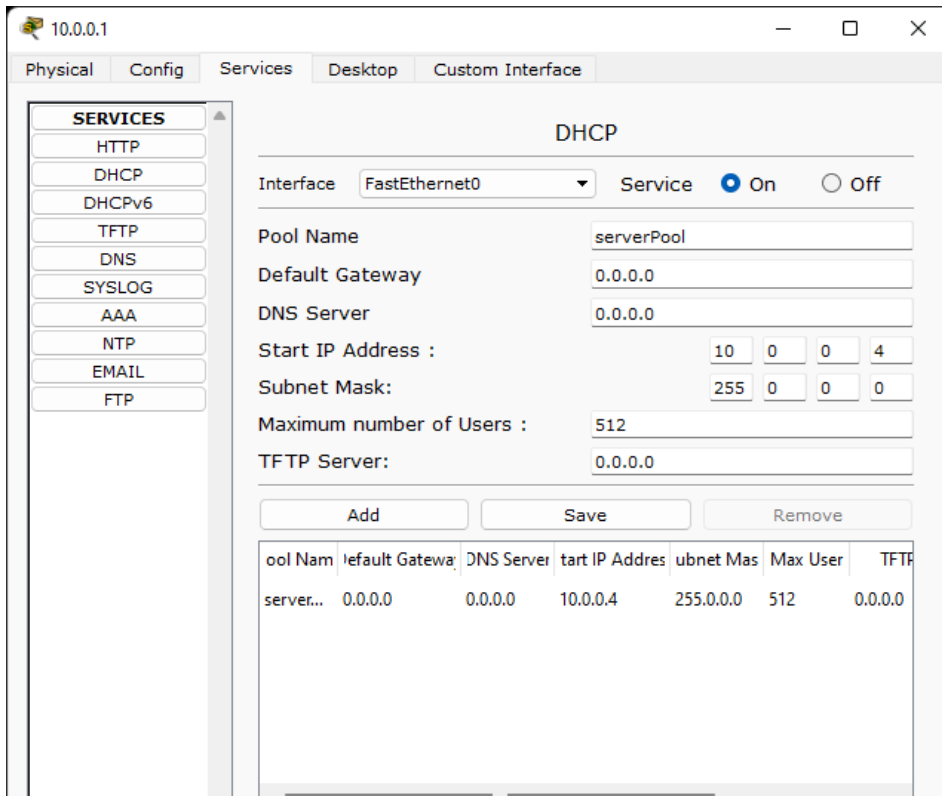 10.0.0.1
Physical Config Services Desktop Custom Interface
SERVICES
HTTP
DHCP
DHCPv6
TFTP
DNS
SYSLOG
AAA
NTP
EMAIL
FTP
DHCP
Interface FastEthernet0 Service On Off
Pool Name serverPool
Default Gateway 0.0.0.0
DNS Server 0.0.0.0
Start IP Address : 10 0 0 4
Subnet Mask: 255 0 0 0
Maximum number of Users : 512
TFTP Server: 0.0.0.0
Add Save Remove
ool Nam efault Gateway DNS Server tart IP Addres ubnet Mas Max User TFTP
server... 0.0.0.0 0.0.0.0 10.0.0.4 255.0.0.0 512 0.0.0.0